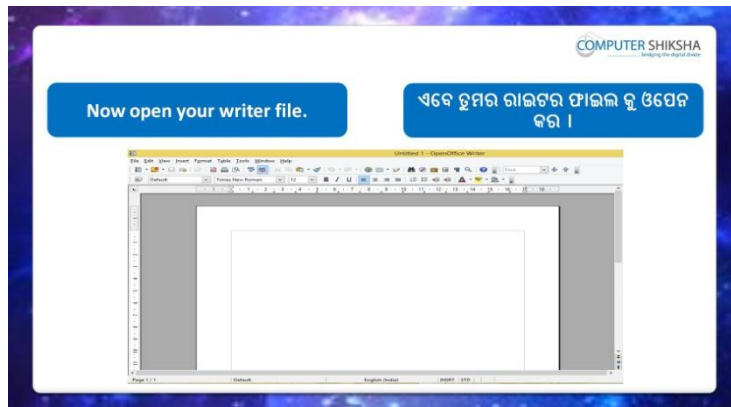 COMPUTER SHIKSHA
bridging the digital divide
Now open your writer file.
ଏବେ ତୁମର ରାଇଟର ଫାଇଲ କୁ ଓପେନ
କର ।
Untitled 1 - OpenOffice Writer
File Edit View Insert Format Table Tools Window Help
Find
Default Times New Roman 12 B I U
Page 1 / 1 Default English (India) INSRT STD